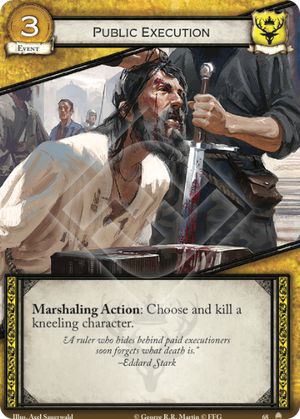 3
PUBLIC EXECUTION
EVENT
Marshaling Action: Choose and kill a
kneeling character.
"A ruler who hides behind paid executioners
soon forgets what death is."
–Eddard Stark
Illus. Axel Sauerwald
© George R.R. Martin © FFG
68